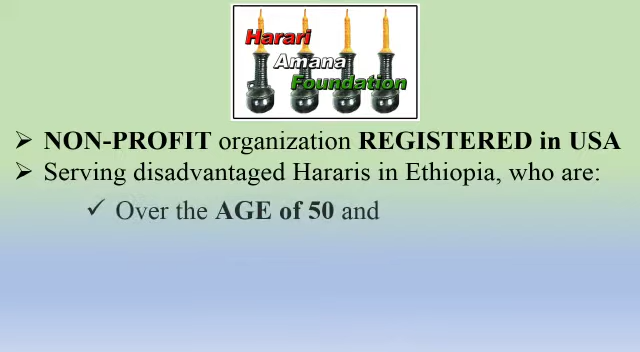 Harari
Amana
Foundation
➢ NON-PROFIT organization REGISTERED in USA
➢ Serving disadvantaged Hararis in Ethiopia, who are:
✓ Over the AGE of 50 and